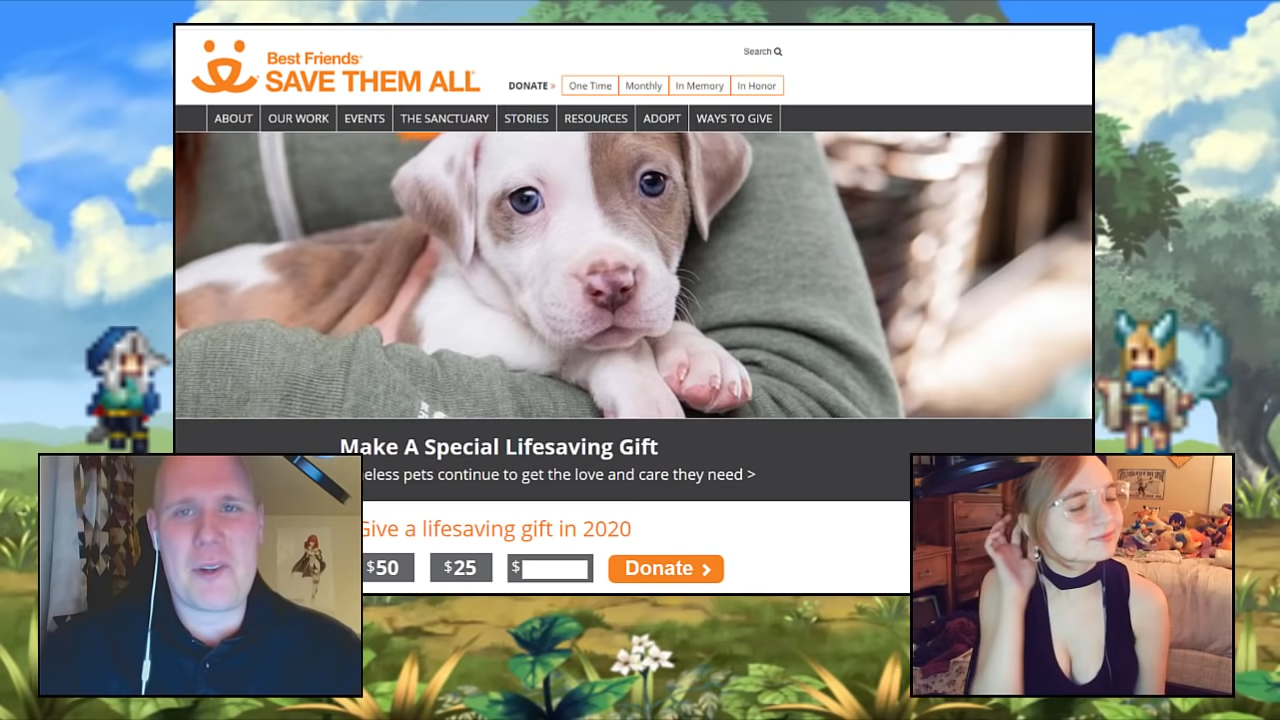 Best Friends®
SAVE THEM ALL®
Search
DONATE »
One Time
Monthly
In Memory
In Honor
ABOUT
OUR WORK
EVENTS
THE SANCTUARY
STORIES
RESOURCES
ADOPT
WAYS TO GIVE
Make A Special Lifesaving Gift
eless pets continue to get the love and care they need >
Give a lifesaving gift in 2020
$50
$25
$
Donate >